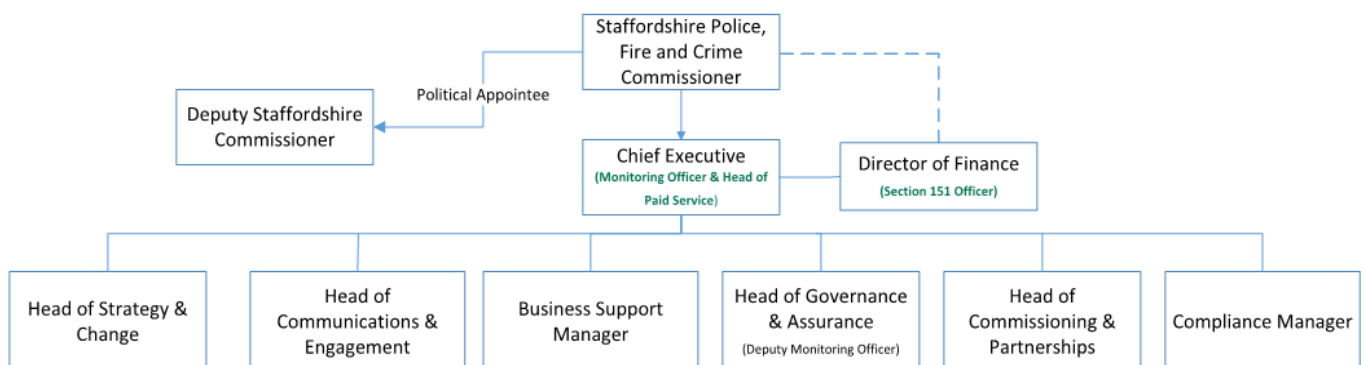 Staffordshire Police,
Fire and Crime
Commissioner
Political Appointee
Deputy Staffordshire
Commissioner
Chief Executive
(Monitoring Officer & Head of
Paid Service)
Director of Finance
(Section 151 Officer)
Head of Strategy &
Change
Head of
Communications &
Engagement
Business Support
Manager
Head of Governance
& Assurance
(Deputy Monitoring Officer)
Head of
Commissioning &
Partnerships
Compliance Manager